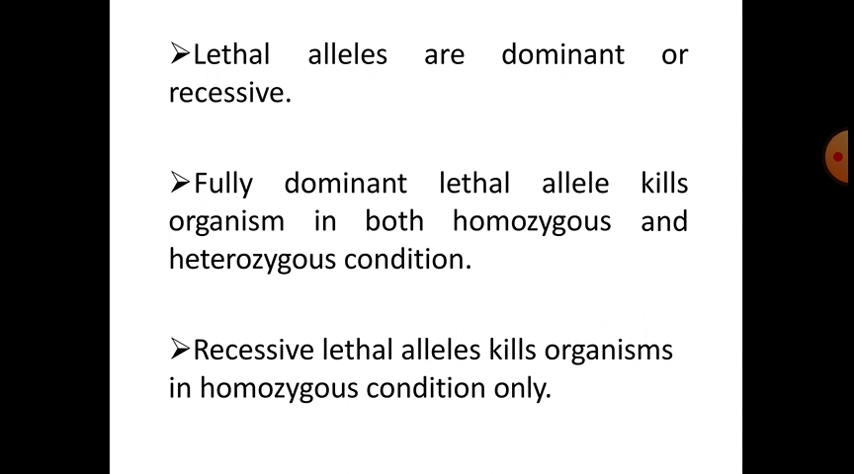 ➢Lethal alleles are dominant or
recessive.
➢Fully dominant lethal allele kills
organism in both homozygous and
heterozygous condition.
➢Recessive lethal alleles kills organisms
in homozygous condition only.